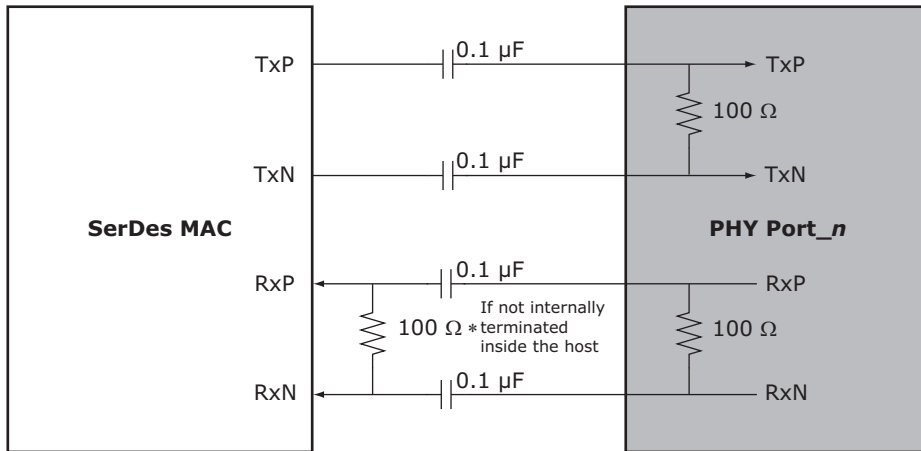 0.1 µF
TxP
TxP
100 Ω
0.1 µF
TxN
TxN
SerDes MAC
PHY Port_n
0.1 µF
RxP
RxP
If not internally
100 Ω * terminated
inside the host
100 Ω
0.1 µF
RxN
RxN